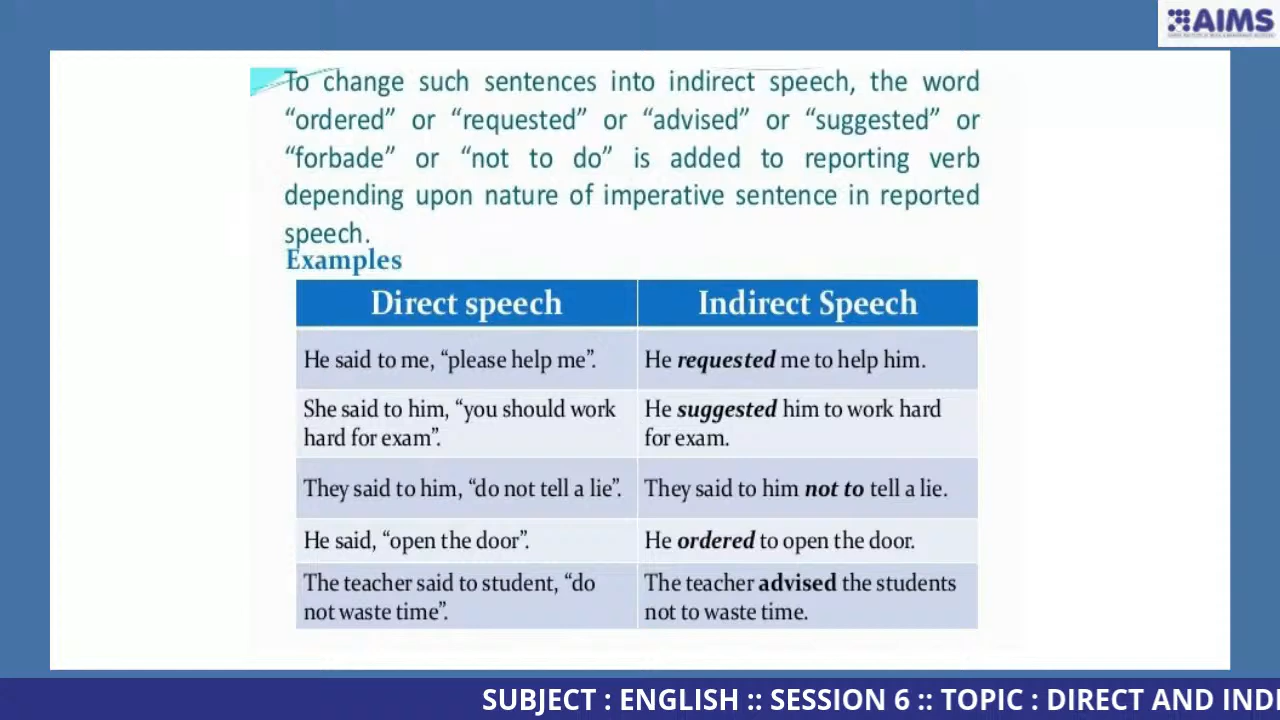 AIMS
To change such sentences into indirect speech, the word
“ordered” or “requested” or “advised” or “suggested” or
“forbade” or “not to do” is added to reporting verb
depending upon nature of imperative sentence in reported
speech.
Examples
Direct speech
Indirect Speech
He said to me, “please help me”.
He requested me to help him.
She said to him, “you should work
hard for exam”.
He suggested him to work hard
for exam.
They said to him, “do not tell a lie”.
They said to him not to tell a lie.
He said, “open the door”.
He ordered to open the door.
The teacher said to student, “do
not waste time”.
The teacher advised the students
not to waste time.
SUBJECT : ENGLISH :: SESSION 6 :: TOPIC : DIRECT AND INDI